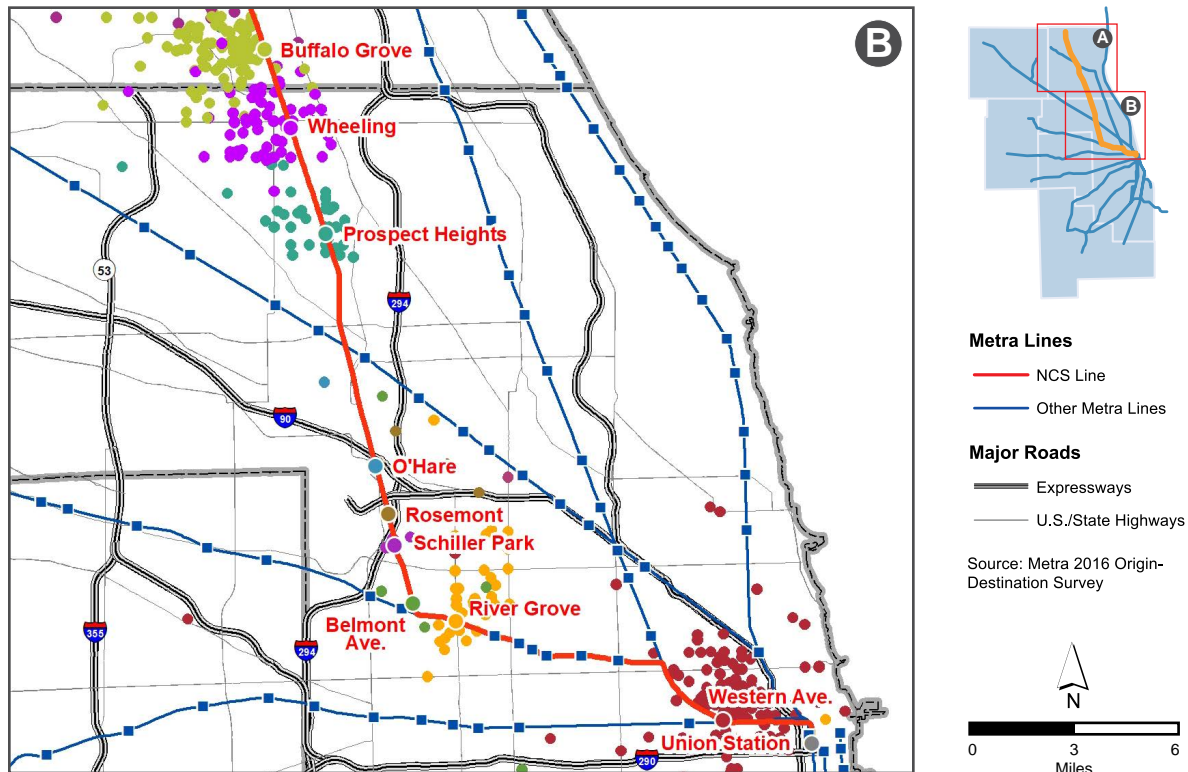 B
Buffalo Grove
Wheeling
Prospect Heights
53
294
90
O'Hare
Rosemont
Schiller Park
River Grove
Belmont
Ave.
355
294
Western Ave.
Union Station
290
A
B
Metra Lines
NCS Line
Other Metra Lines
Major Roads
Expressways
U.S./State Highways
Source: Metra 2016 Origin-
Destination Survey
N
0 3 6
Miles